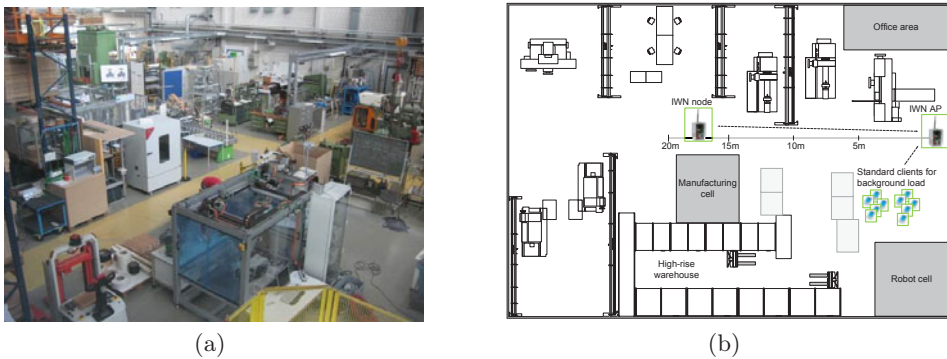 Office area
IWN node
IWN AP
20m
15m
10m
5m
Standard clients for
background load
Manufacturing
cell
High-rise
warehouse
Robot cell
(a)
(b)